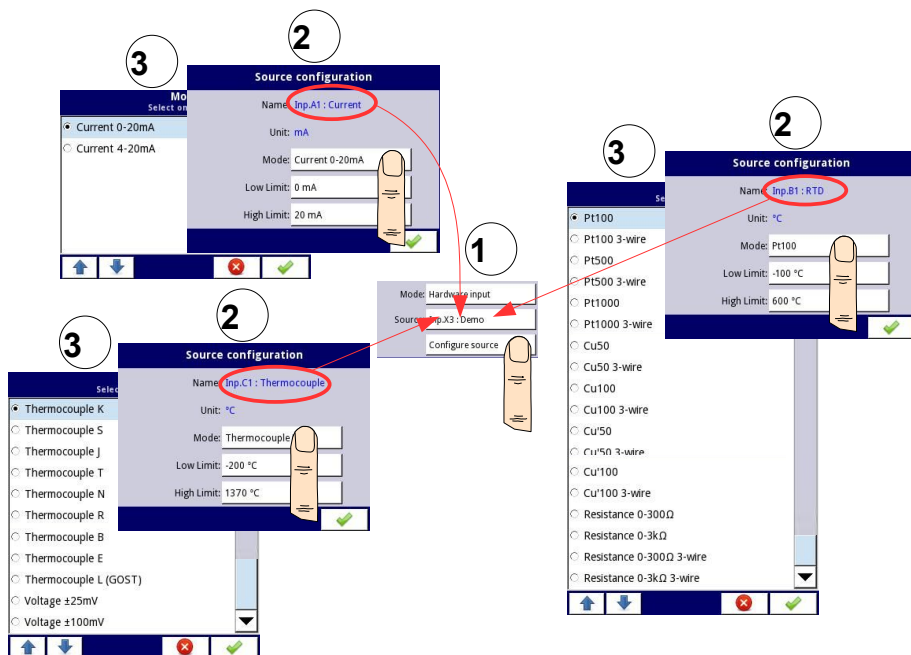 3
Mo
Select on
Current 0-20mA
Current 4-20mA
2
Source configuration
Name: Inp.A1 : Current
Unit: mA
Mode: Current 0-20mA
Low Limit: 0 mA
High Limit: 20 mA
1
Mode: Hardware input
Source: Inp.X3 : Demo
Configure source
3
Se
Pt100
Pt100 3-wire
Pt500
Pt500 3-wire
Pt1000
Pt1000 3-wire
Cu50
Cu50 3-wire
Cu100
Cu100 3-wire
Cu'50
Cu'50 3-wire
Cu'100
Cu'100 3-wire
Resistance 0-300Ω
Resistance 0-3kΩ
Resistance 0-300Ω 3-wire
Resistance 0-3kΩ 3-wire
2
Source configuration
Name: Inp.B1 : RTD
Unit: °C
Mode: Pt100
Low Limit: -100 °C
High Limit: 600 °C
3
Selec
Thermocouple K
Thermocouple S
Thermocouple J
Thermocouple T
Thermocouple N
Thermocouple R
Thermocouple B
Thermocouple E
Thermocouple L (GOST)
Voltage ±25mV
Voltage ±100mV
2
Source configuration
Name: Inp.C1 : Thermocouple
Unit: °C
Mode: Thermocouple
Low Limit: -200 °C
High Limit: 1370 °C